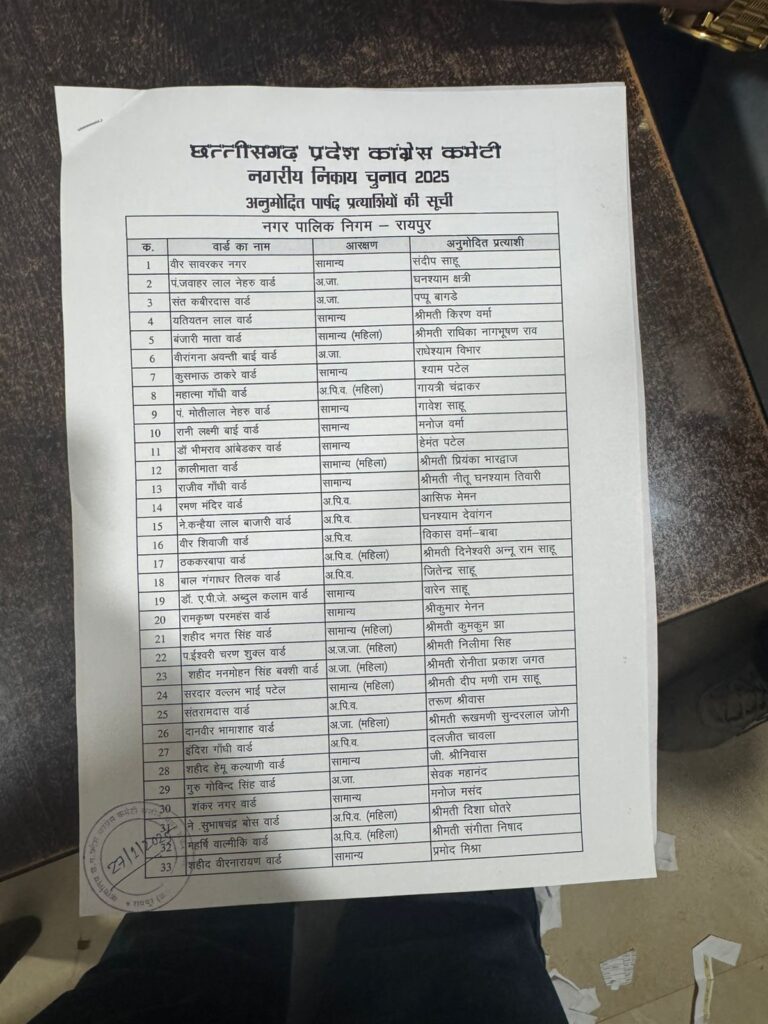 छत्तीसगढ़ प्रदेश कांग्रेस कमेटी
नगरीय निकाय चुनाव 2025
अनुमोदित पार्षद प्रत्याशियों की सूची
नगर पालिक निगम – रायपुर
क. वार्ड का नाम आरक्षण अनुमोदित प्रत्याशी
1 वीर सावरकर नगर सामान्य संदीप साहू
2 पं.जवाहर लाल नेहरु वार्ड अ.जा. घनश्याम क्षत्री
3 संत कबीरदास वार्ड अ.जा. पप्पू बागडे
4 यतियतन लाल वार्ड सामान्य श्रीमती किरण वर्मा
5 बंजारी माता वार्ड सामान्य (महिला) श्रीमती राधिका नागभूषण राव
6 वीरांगना अवन्ती बाई वार्ड अ.जा. राधेश्याम विभार
7 कुसभाऊ ठाकरे वार्ड सामान्य श्याम पटेल
8 महात्मा गाँधी वार्ड अ.पि.व. (महिला) गायत्री चंद्राकर
9 पं. मोतीलाल नेहरु वार्ड सामान्य गावेश साहू
10 रानी लक्ष्मी बाई वार्ड सामान्य मनोज वर्मा
11 डॉ भीमराव आंबेडकर वार्ड सामान्य हेमंत पटेल
12 कालीमाता वार्ड सामान्य (महिला) श्रीमती प्रियंका भारद्वाज
13 राजीव गाँधी वार्ड सामान्य श्रीमती नीतू घनश्याम तिवारी
14 रमण मंदिर वार्ड अ.पि.व. आसिफ मेमन
15 ने.कन्हैया लाल बाजारी वार्ड अ.पि.व. घनश्याम देवांगन
16 वीर शिवाजी वार्ड अ.पि.व. विकास वर्मा–बाबा
17 ठक्करबापा वार्ड अ.पि.व. (महिला) श्रीमती दिनेश्वरी अन्नू राम साहू
18 बाल गंगाधर तिलक वार्ड अ.पि.व. जितेन्द्र साहू
19 डॉ. ए.पी.जे. अब्दुल कलाम वार्ड सामान्य वारेन साहू
20 रामकृष्ण परमहंस वार्ड सामान्य श्रीकुमार मेनन
21 शहीद भगत सिंह वार्ड सामान्य (महिला) श्रीमती कुमकुम झा
22 प.ईश्वरी चरण शुक्ल वार्ड अ.ज.जा. (महिला) श्रीमती निलीमा सिह
23 शहीद मनमोहन सिंह बक्शी वार्ड अ.जा. (महिला) श्रीमती रोनीता प्रकाश जगत
24 सरदार वल्लभ भाई पटेल सामान्य (महिला) श्रीमती दीप मणी राम साहू
25 संतरामदास वार्ड अ.पि.व. तरूण श्रीवास
26 दानवीर भामाशाह वार्ड अ.जा. (महिला) श्रीमती रूखमणी सुन्दरलाल जोगी
27 इंदिरा गाँधी वार्ड अ.पि.व. दलजीत चावला
28 शहीद हेमू कल्याणी वार्ड सामान्य जी. श्रीनिवास
29 गुरु गोविन्द सिंह वार्ड अ.जा. सेवक महानंद
30 शंकर नगर वार्ड सामान्य मनोज मसंद
31 ने .सुभाषचद्र बोस वार्ड अ.पि.व. (महिला) श्रीमती दिशा धोतरे
32 महर्षि वाल्मीकि वार्ड अ.पि.व. (महिला) श्रीमती संगीता निषाद
33 शहीद वीरनारायण वार्ड सामान्य प्रमोद मिश्रा
27/1/2025